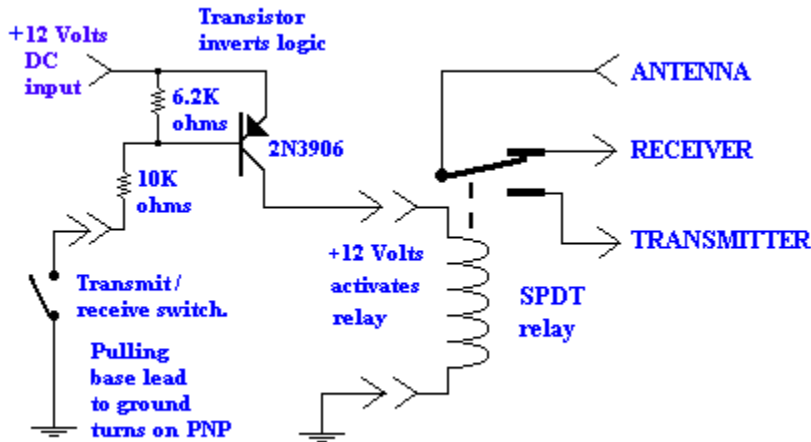 +12 Volts
DC
input
Transistor
inverts logic
6.2K
ohms
2N3906
10K
ohms
Transmit /
receive switch.
Pulling
base lead
to ground
turns on PNP
+12 Volts
activates
relay
SPDT
relay
ANTENNA
RECEIVER
TRANSMITTER